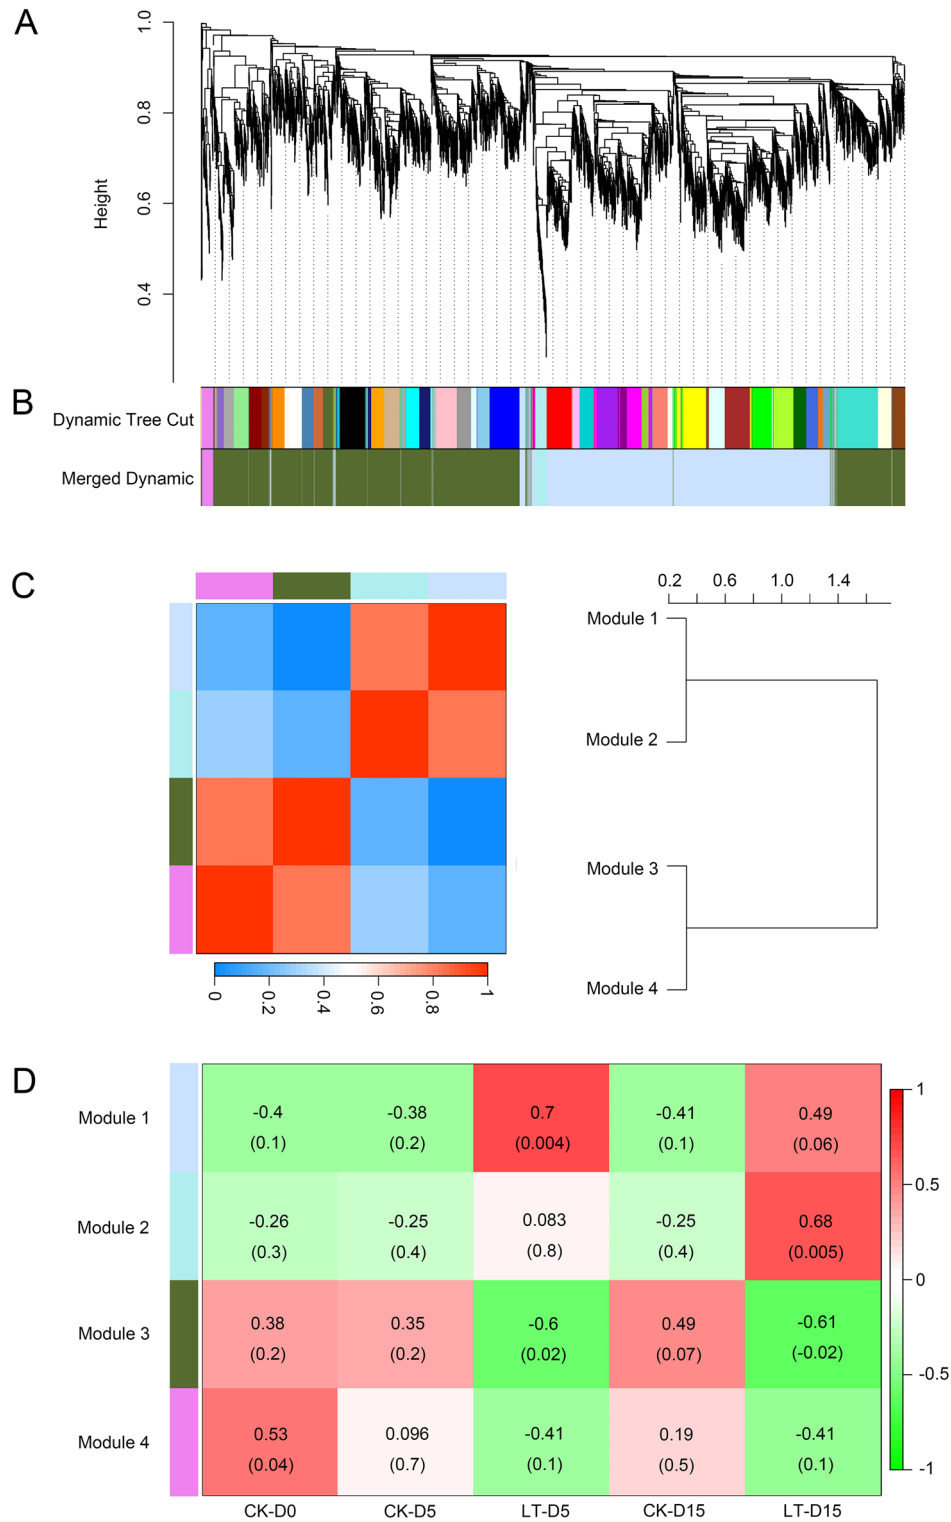 A
1.0
0.8
0.6
0.4
Height
B
Dynamic Tree Cut
Merged Dynamic
C
0 0.2 0.4 0.6 0.8 1
0.2 0.6 1.0 1.4
Module 1
Module 2
Module 3
Module 4
D
Module 1
-0.4 -0.38 0.7 -0.41 0.49
(0.1) (0.2) (0.004) (0.1) (0.06)
Module 2
-0.26 -0.25 0.083 -0.25 0.68
(0.3) (0.4) (0.8) (0.4) (0.005)
Module 3
0.38 0.35 -0.6 0.49 -0.61
(0.2) (0.2) (0.02) (0.07) (-0.02)
Module 4
0.53 0.096 -0.41 0.19 -0.41
(0.04) (0.7) (0.1) (0.5) (0.1)
CK-D0 CK-D5 LT-D5 CK-D15 LT-D15
1
0.5
0
-0.5
-1